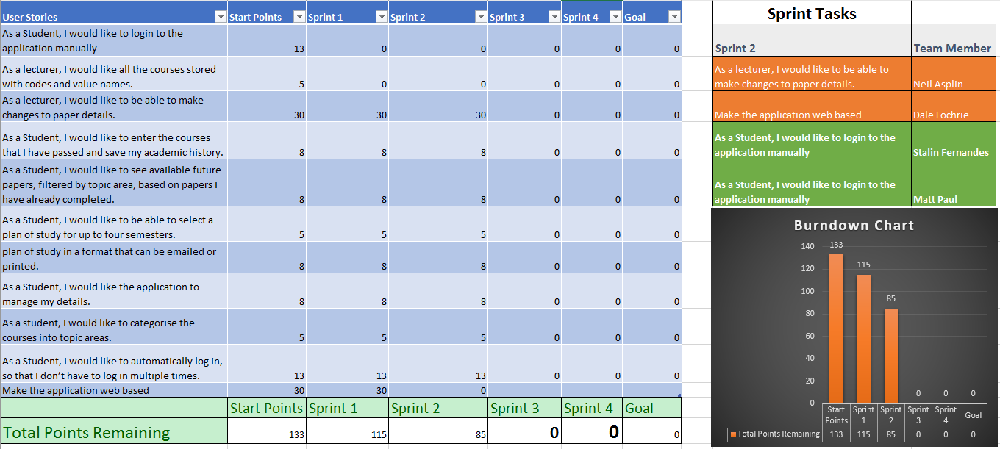 User Stories Start Points Sprint 1 Sprint 2 Sprint 3 Sprint 4 Goal
As a Student, I would like to login to the
application manually 13 0 0 0 0 0
As a lecturer, I would like all the courses stored
with codes and value names. 5 0 0 0 0 0
As a lecturer, I would like to be able to make
changes to paper details. 30 30 30 0 0 0
As a Student, I would like to enter the courses
that I have passed and save my academic history. 8 8 8 0 0 0
As a Student, I would like to see available future
papers, filtered by topic area, based on papers I
have already completed. 8 8 8 0 0 0
As a Student, I would like to be able to select a
plan of study for up to four semesters. 5 5 5 0 0 0
plan of study in a format that can be emailed or
printed. 8 8 8 0 0 0
As a Student, I would like the application to
manage my details. 8 8 8 0 0 0
As a student, I would like to categorise the
courses into topic areas. 5 5 5 0 0 0
As a Student, I would like to automatically log in,
so that I don't have to log in multiple times. 13 13 13 0 0 0
Make the application web based 30 30 0
Start Points Sprint 1 Sprint 2 Sprint 3 Sprint 4 Goal
Total Points Remaining 133 115 85 0 0 0
Sprint Tasks
Sprint 2 Team Member
As a lecturer, I would like to be able to
make changes to paper details. Neil Asplin
Make the application web based Dale Lochrie
As a Student, I would like to login to the
application manually Stalin Fernandes
As a Student, I would like to login to the
application manually Matt Paul
Burndown Chart
140
120
100
80
60
40
20
0
133
115
85
0 0 0
Start Sprint Sprint Sprint Sprint Goal
Points 1 2 3 4
Total Points Remaining 133 115 85 0 0 0